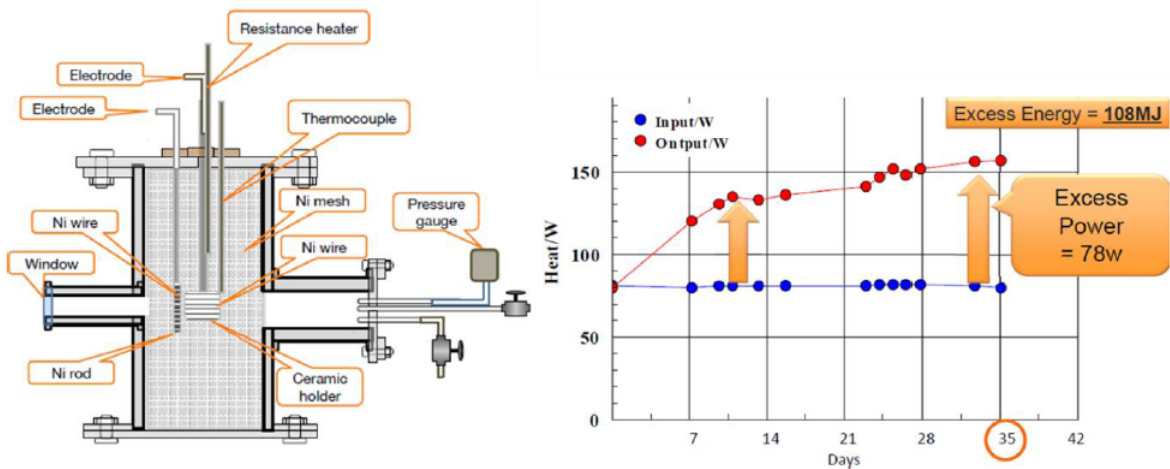 Resistance heater
Electrode
Electrode
Thermocouple
Ni mesh
Ni wire
Ni wire
Pressure
gauge
Window
Ni rod
Ceramic
holder
Input/W
Ontput/W
Excess Energy = 108MJ
Excess
Power
= 78w
Heat/W
150
100
50
0
7
14
21
28
35
42
Days